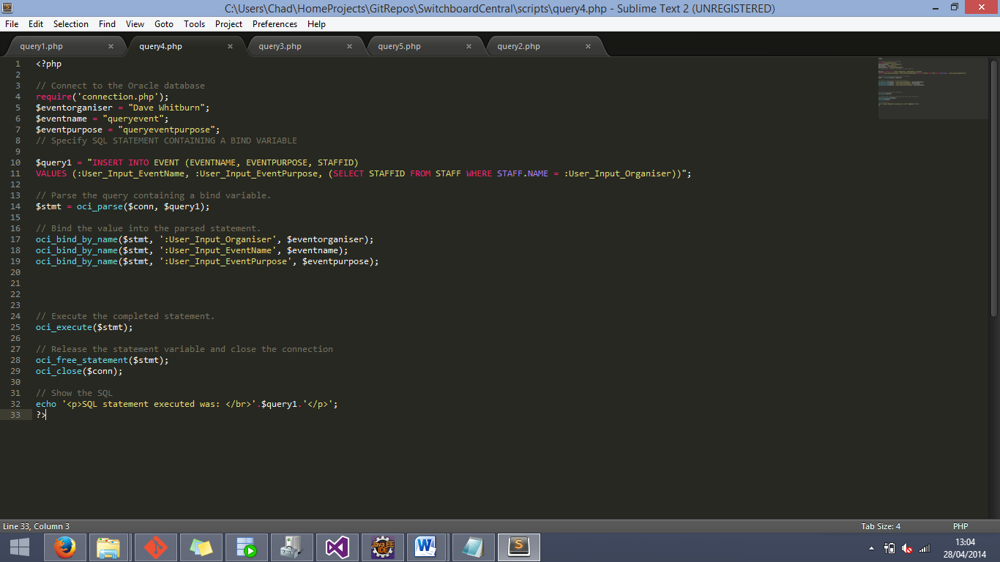 C:\Users\Chad\HomeProjects\GitRepos\SwitchboardCentral\scripts\query4.php - Sublime Text 2 (UNREGISTERED)
File Edit Selection Find View Goto Tools Project Preferences Help
query1.php query4.php query3.php query5.php query2.php
1 <?php
2
3 // Connect to the Oracle database
4 require('connection.php');
5 $eventorganiser = "Dave Whitburn";
6 $eventname = "queryevent";
7 $eventpurpose = "queryeventpurpose";
8 // Specify SQL STATEMENT CONTAINING A BIND VARIABLE
9
10 $query1 = "INSERT INTO EVENT (EVENTNAME, EVENTPURPOSE, STAFFID)
11 VALUES (:User_Input_EventName, :User_Input_EventPurpose, (SELECT STAFFID FROM STAFF WHERE STAFF.NAME = :User_Input_Organiser))";
12
13 // Parse the query containing a bind variable.
14 $stmt = oci_parse($conn, $query1);
15
16 // Bind the value into the parsed statement.
17 oci_bind_by_name($stmt, ':User_Input_Organiser', $eventorganiser);
18 oci_bind_by_name($stmt, ':User_Input_EventName', $eventname);
19 oci_bind_by_name($stmt, ':User_Input_EventPurpose', $eventpurpose);
20
21
22
23
24 // Execute the completed statement.
25 oci_execute($stmt);
26
27 // Release the statement variable and close the connection
28 oci_free_statement($stmt);
29 oci_close($conn);
30
31 // Show the SQL
32 echo '<p>SQL statement executed was: </br>'.$query1.'</p>';
33 ?>
Line 33, Column 3 Tab Size: 4 PHP
Java EE
IDE
W
S
13:04
28/04/2014